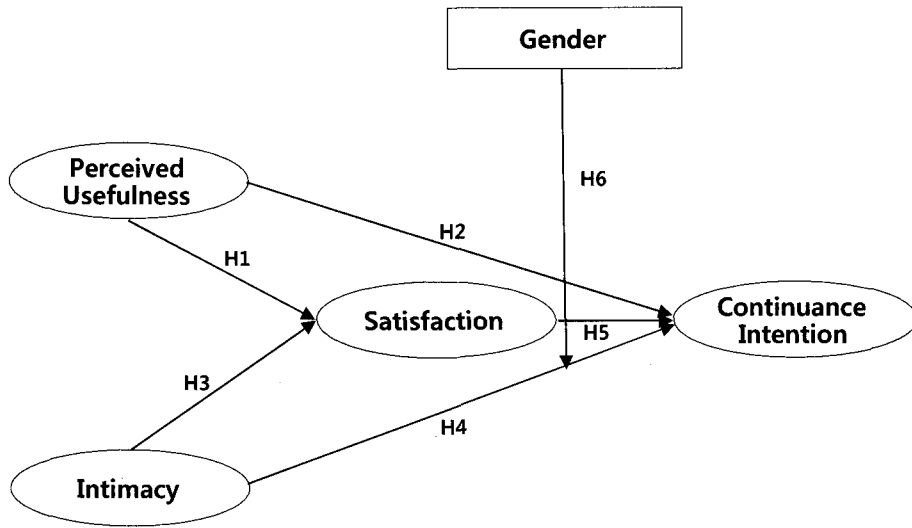 Gender
Perceived
Usefulness
H6
H2
H1
Satisfaction
Continuance
Intention
H5
H3
H4
Intimacy